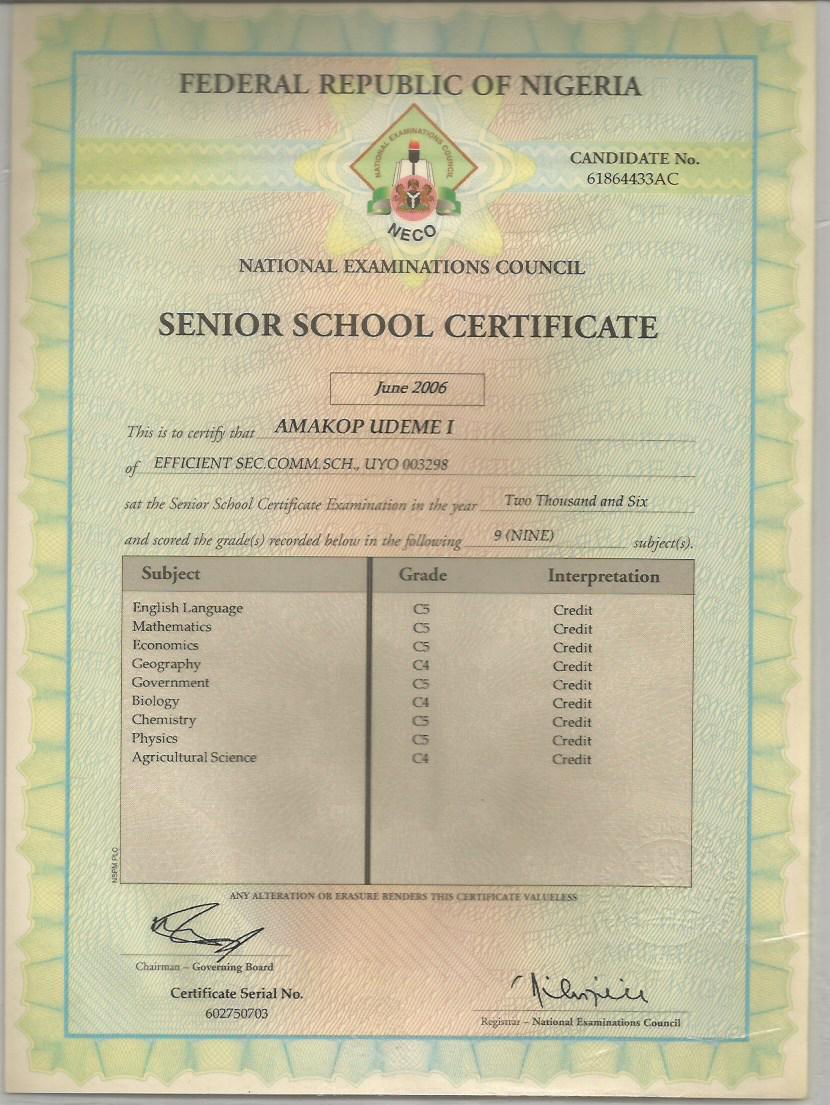 FEDERAL REPUBLIC OF NIGERIA
NATIONAL EXAMINATIONS COUNCIL
NECO
CANDIDATE No.
61864433AC
NATIONAL EXAMINATIONS COUNCIL
SENIOR SCHOOL CERTIFICATE
June 2006
This is to certify that AMAKOP UDEME I
of EFFICIENT SEC.COMM.SCH., UYO 003298
sat the Senior School Certificate Examination in the year Two Thousand and Six
and scored the grade(s) recorded below in the following 9 (NINE) subject(s).
Subject Grade Interpretation
English Language C5 Credit
Mathematics C5 Credit
Economics C5 Credit
Geography C4 Credit
Government C5 Credit
Biology C4 Credit
Chemistry C5 Credit
Physics C5 Credit
Agricultural Science C4 Credit
NSPM PLC
ANY ALTERATION OR ERASURE RENDERS THIS CERTIFICATE VALUELESS
Chairman – Governing Board
Certificate Serial No.
602750703
Registrar – National Examinations Council